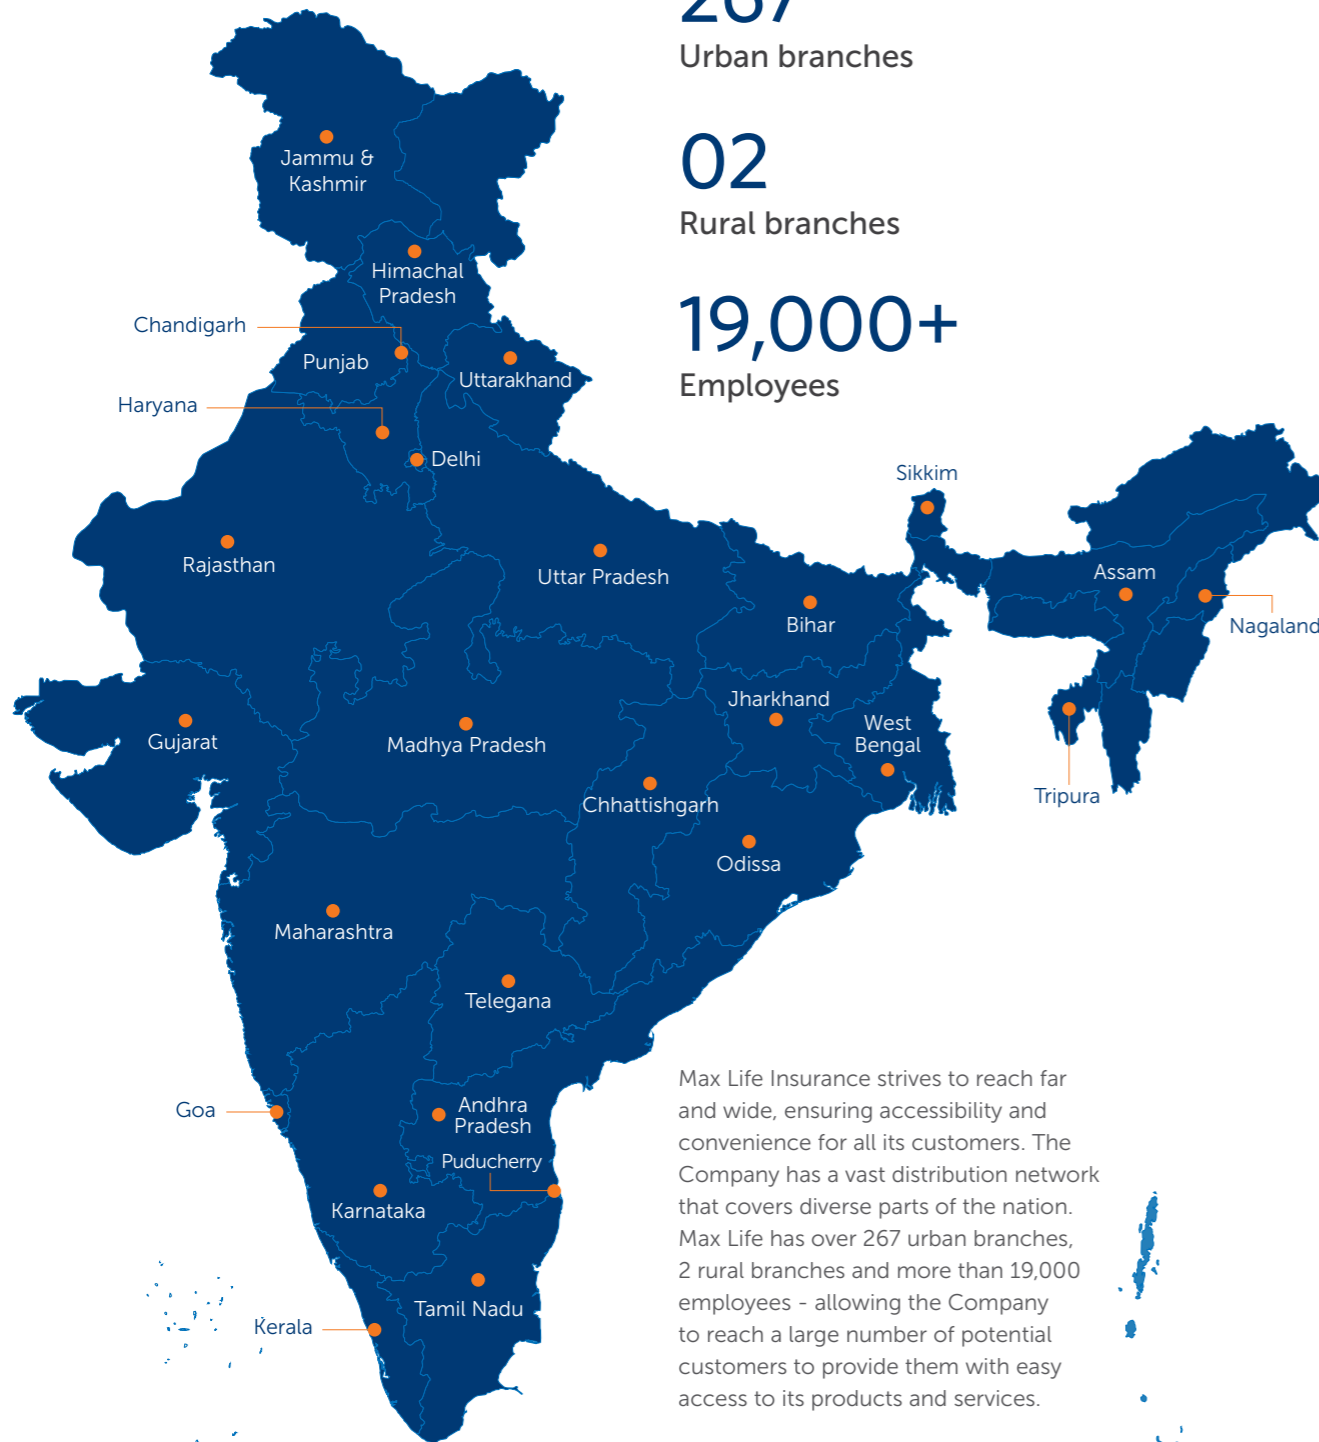 267
Urban branches
02
Rural branches
19,000+
Employees
Jammu &
Kashmir
Himachal
Pradesh
Chandigarh
Punjab
Uttarakhand
Haryana
Delhi
Sikkim
Rajasthan
Uttar Pradesh
Assam
Bihar
Nagaland
Jharkhand
Gujarat
Madhya Pradesh
West
Bengal
Chhattishgarh
Tripura
Odissa
Maharashtra
Telegana
Goa
Andhra
Pradesh
Puducherry
Karnataka
Tamil Nadu
Kerala
Max Life Insurance strives to reach far
and wide, ensuring accessibility and
convenience for all its customers. The
Company has a vast distribution network
that covers diverse parts of the nation.
Max Life has over 267 urban branches,
2 rural branches and more than 19,000
employees - allowing the Company
to reach a large number of potential
customers to provide them with easy
access to its products and services.